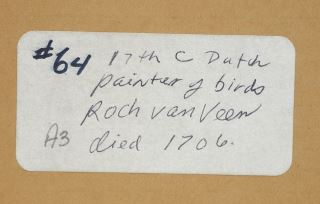 #64 17th C Dutch
painter of birds
Roch van Veen
A3 died 1706.